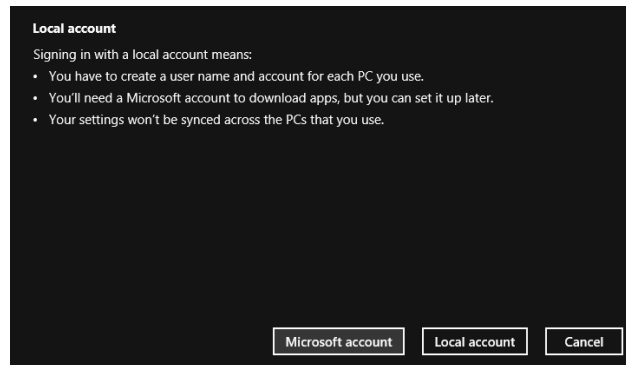 Local account
Signing in with a local account means:
• You have to create a user name and account for each PC you use.
• You'll need a Microsoft account to download apps, but you can set it up later.
• Your settings won't be synced across the PCs that you use.
Microsoft account Local account Cancel